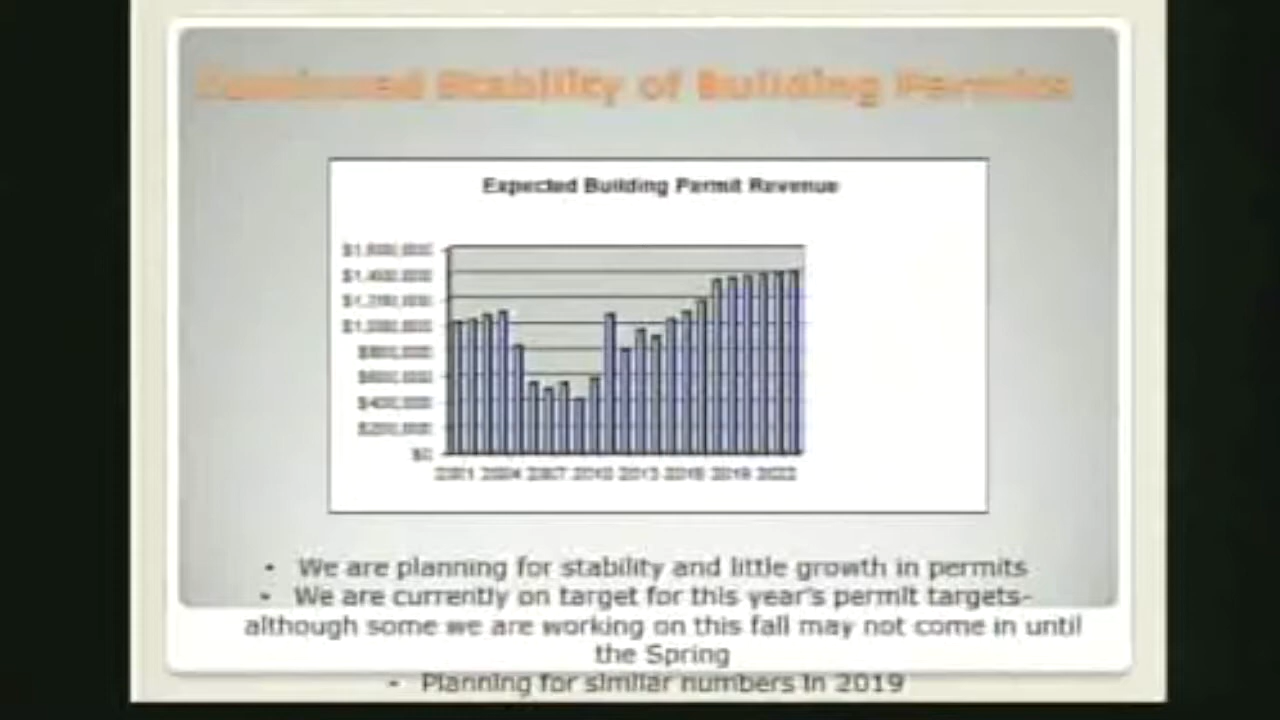 Continued Stability of Building Permits
Expected Building Permit Revenue
$1,600,000
$1,400,000
$1,200,000
$1,000,000
$800,000
$600,000
$400,000
$200,000
$0
2001 2004 2007 2010 2013 2016 2019 2022
• We are planning for stability and little growth in permits
• We are currently on target for this year's permit targets-
although some we are working on this fall may not come in until
the Spring
- Planning for similar numbers in 2019